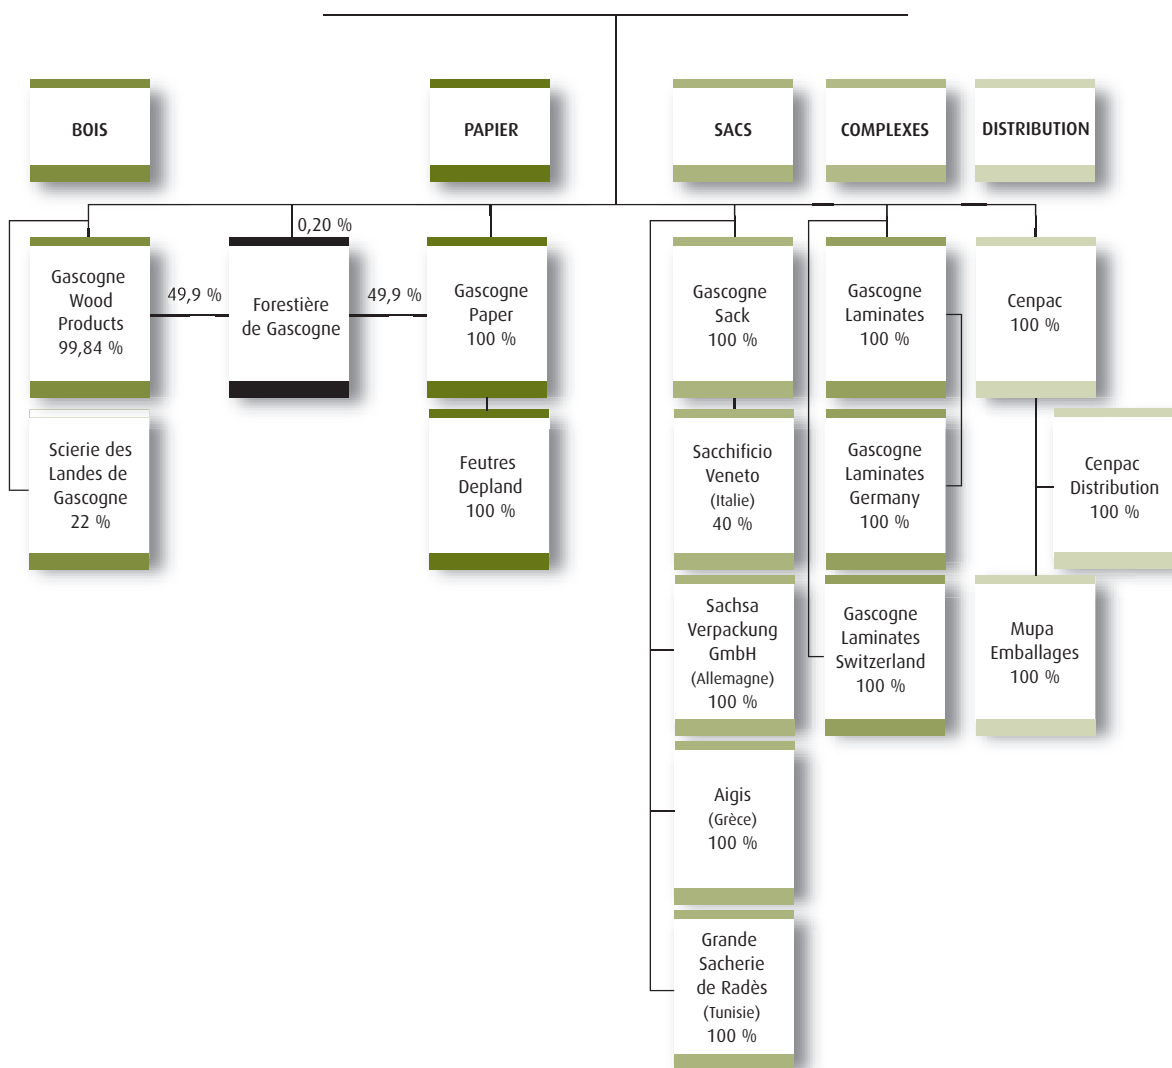 BOIS
PAPIER
SACS
COMPLEXES
DISTRIBUTION
0,20 %
Gascogne
Wood
Products
99,84 %
49,9 %
Forestière
de Gascogne
49,9 %
Gascogne
Paper
100 %
Gascogne
Sack
100 %
Gascogne
Laminates
100 %
Cenpac
100 %
Scierie des
Landes de
Gascogne
22 %
Feutres
Depland
100 %
Sacchificio
Veneto
(Italie)
40 %
Gascogne
Laminates
Germany
100 %
Cenpac
Distribution
100 %
Sachsa
Verpackung
GmbH
(Allemagne)
100 %
Gascogne
Laminates
Switzerland
100 %
Mupa
Emballages
100 %
Aigis
(Grèce)
100 %
Grande
Sacherie
de Radès
(Tunisie)
100 %